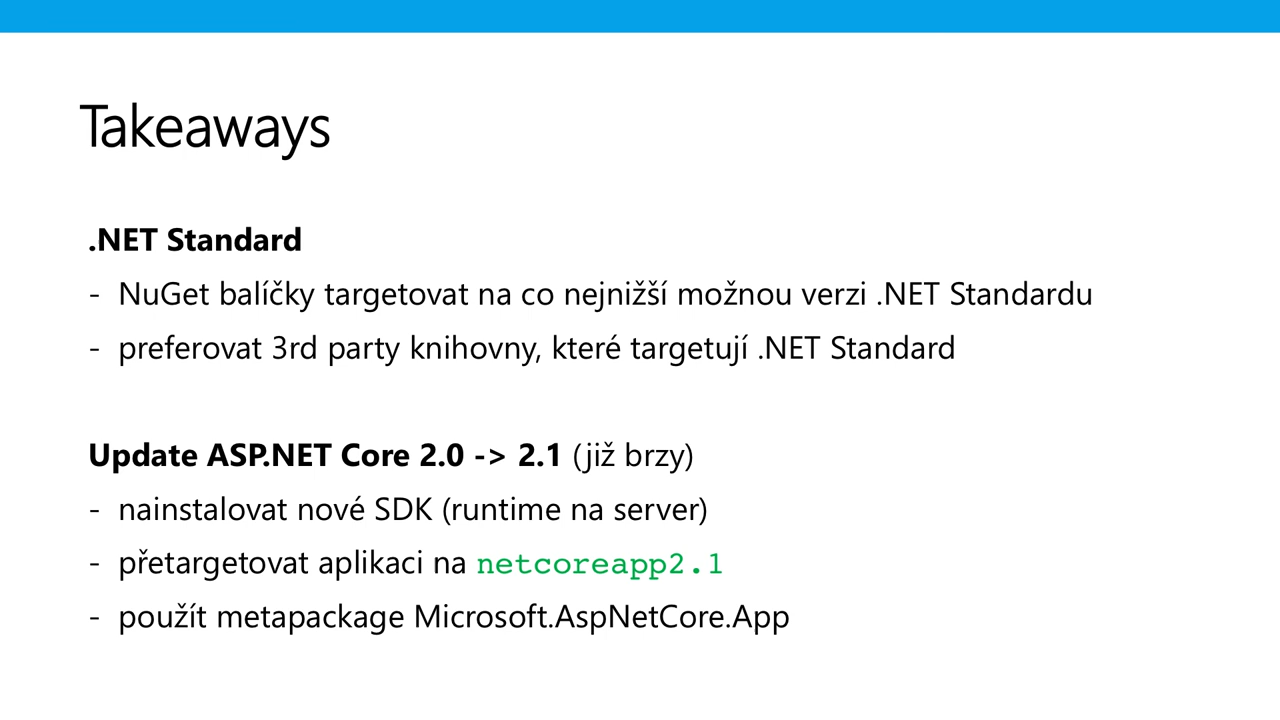 Takeaways
.NET Standard
- NuGet balíčky targetovat na co nejnižší možnou verzi .NET Standardu
- preferovat 3rd party knihovny, které targetují .NET Standard
Update ASP.NET Core 2.0 -> 2.1 (již brzy)
- nainstalovat nové SDK (runtime na server)
- přetargetovat aplikaci na netcoreapp2.1
- použít metapackage Microsoft.AspNetCore.App